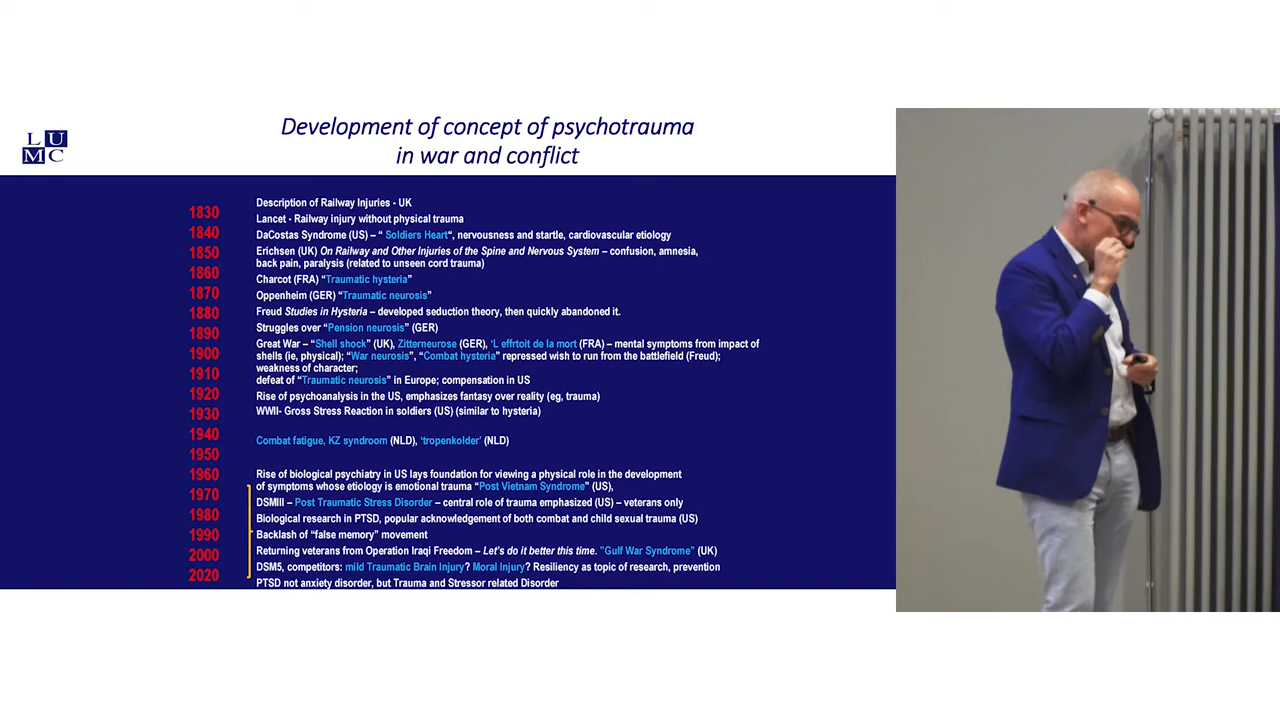 Development of concept of psychotrauma
in war and conflict
L U
M C
1830
1840
1850
1860
1870
1880
1890
1900
1910
1920
1930
1940
1950
1960
1970
1980
1990
2000
2020
Description of Railway Injuries - UK
Lancet - Railway injury without physical trauma
DaCostas Syndrome (US) – “ Soldiers Heart“, nervousness and startle, cardiovascular etiology
Erichsen (UK) On Railway and Other Injuries of the Spine and Nervous System – confusion, amnesia,
back pain, paralysis (related to unseen cord trauma)
Charcot (FRA) “Traumatic hysteria”
Oppenheim (GER) “Traumatic neurosis”
Freud Studies in Hysteria – developed seduction theory, then quickly abandoned it.
Struggles over “Pension neurosis” (GER)
Great War – “Shell shock” (UK), Zitterneurose (GER), ‘L effrtoit de la mort (FRA) – mental symptoms from impact of
shells (ie, physical); “War neurosis”, “Combat hysteria” repressed wish to run from the battlefield (Freud);
weakness of character;
defeat of “Traumatic neurosis” in Europe; compensation in US
Rise of psychoanalysis in the US, emphasizes fantasy over reality (eg, trauma)
WWII- Gross Stress Reaction in soldiers (US) (similar to hysteria)
Combat fatigue, KZ syndroom (NLD), ‘tropenkolder’ (NLD)
Rise of biological psychiatry in US lays foundation for viewing a physical role in the development
of symptoms whose etiology is emotional trauma “Post Vietnam Syndrome” (US),
DSMIII – Post Traumatic Stress Disorder – central role of trauma emphasized (US) – veterans only
Biological research in PTSD, popular acknowledgement of both combat and child sexual trauma (US)
Backlash of “false memory” movement
Returning veterans from Operation Iraqi Freedom – Let’s do it better this time. ”Gulf War Syndrome” (UK)
DSM5, competitors: mild Traumatic Brain Injury? Moral Injury? Resiliency as topic of research, prevention
PTSD not anxiety disorder, but Trauma and Stressor related Disorder